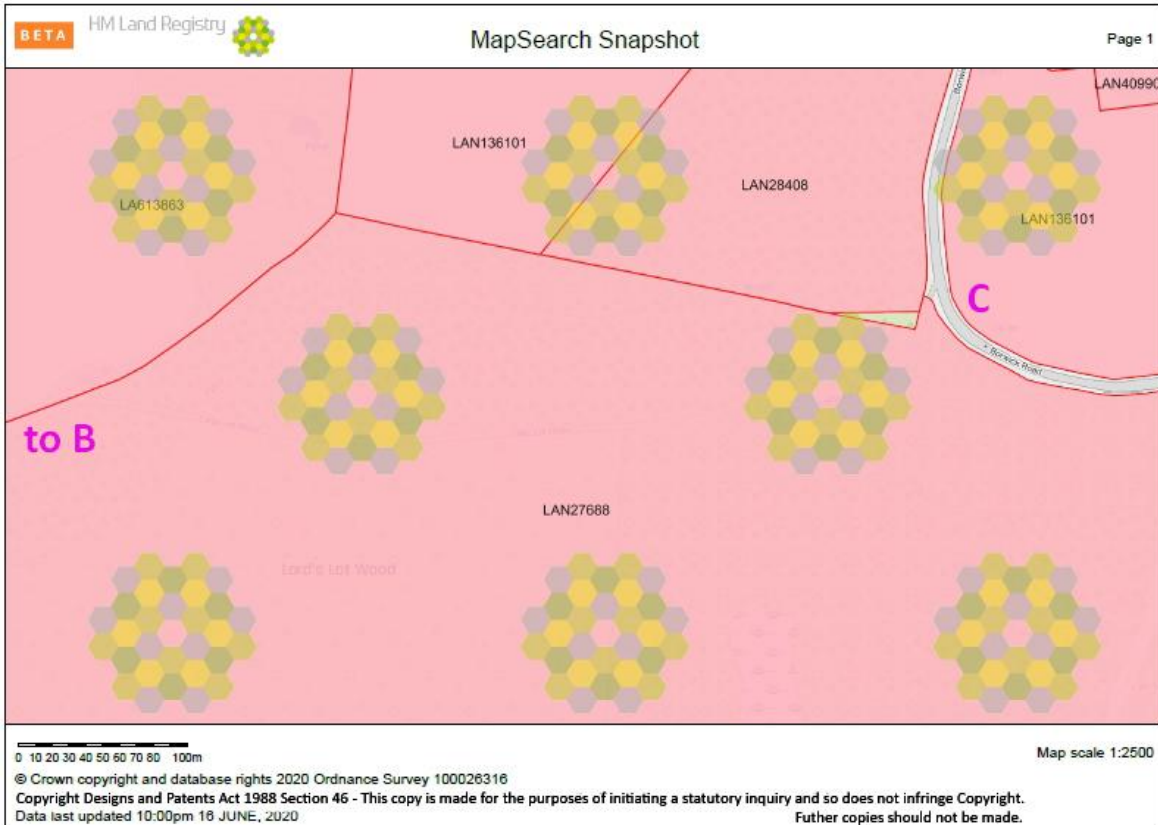 BETA HM Land Registry
MapSearch Snapshot
Page 1
LAN40990
LAN136101
LAN28408
LA613863
LAN136101
C
Borwick Road
to B
LAN27688
Lord's Lot Wood
0 10 20 30 40 50 60 70 80 100m
Map scale 1:2500
© Crown copyright and database rights 2020 Ordnance Survey 100026316
Copyright Designs and Patents Act 1988 Section 46 - This copy is made for the purposes of initiating a statutory inquiry and so does not infringe Copyright.
Data last updated 10:00pm 16 JUNE, 2020
Futher copies should not be made.